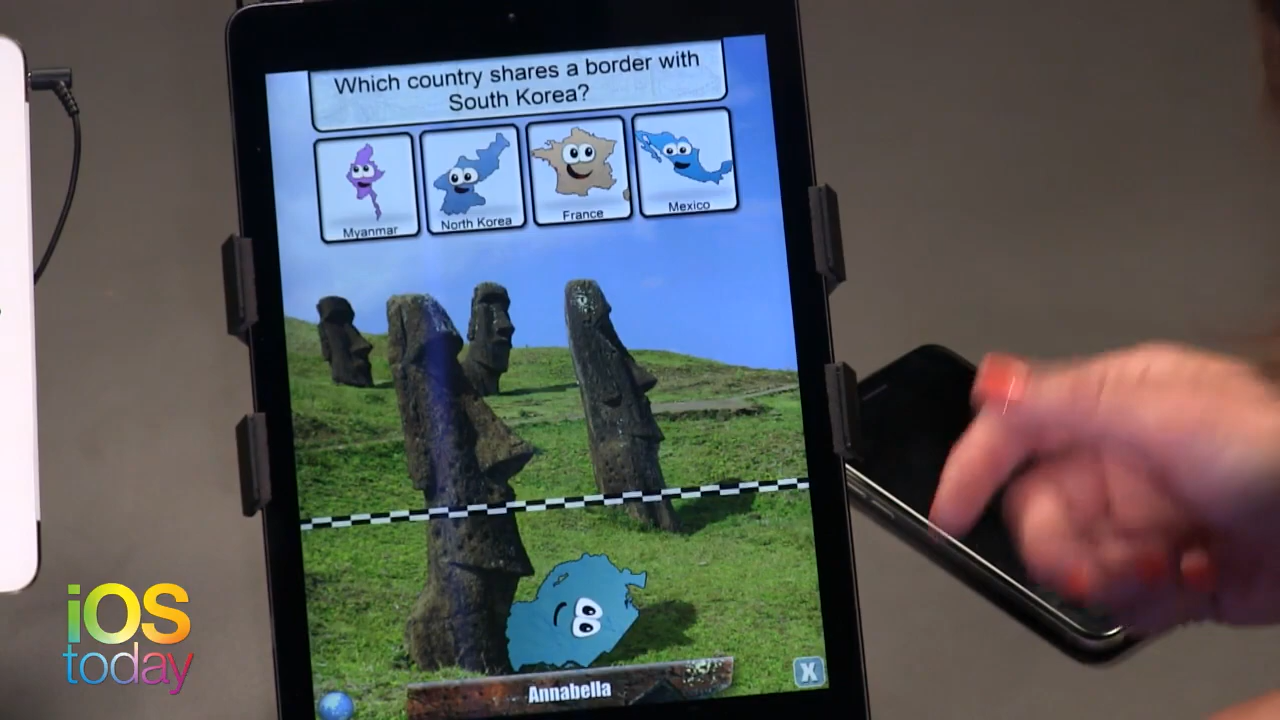 Which country shares a border with
South Korea?
Myanmar
North Korea
France
Mexico
Annabella
X
iOS
today